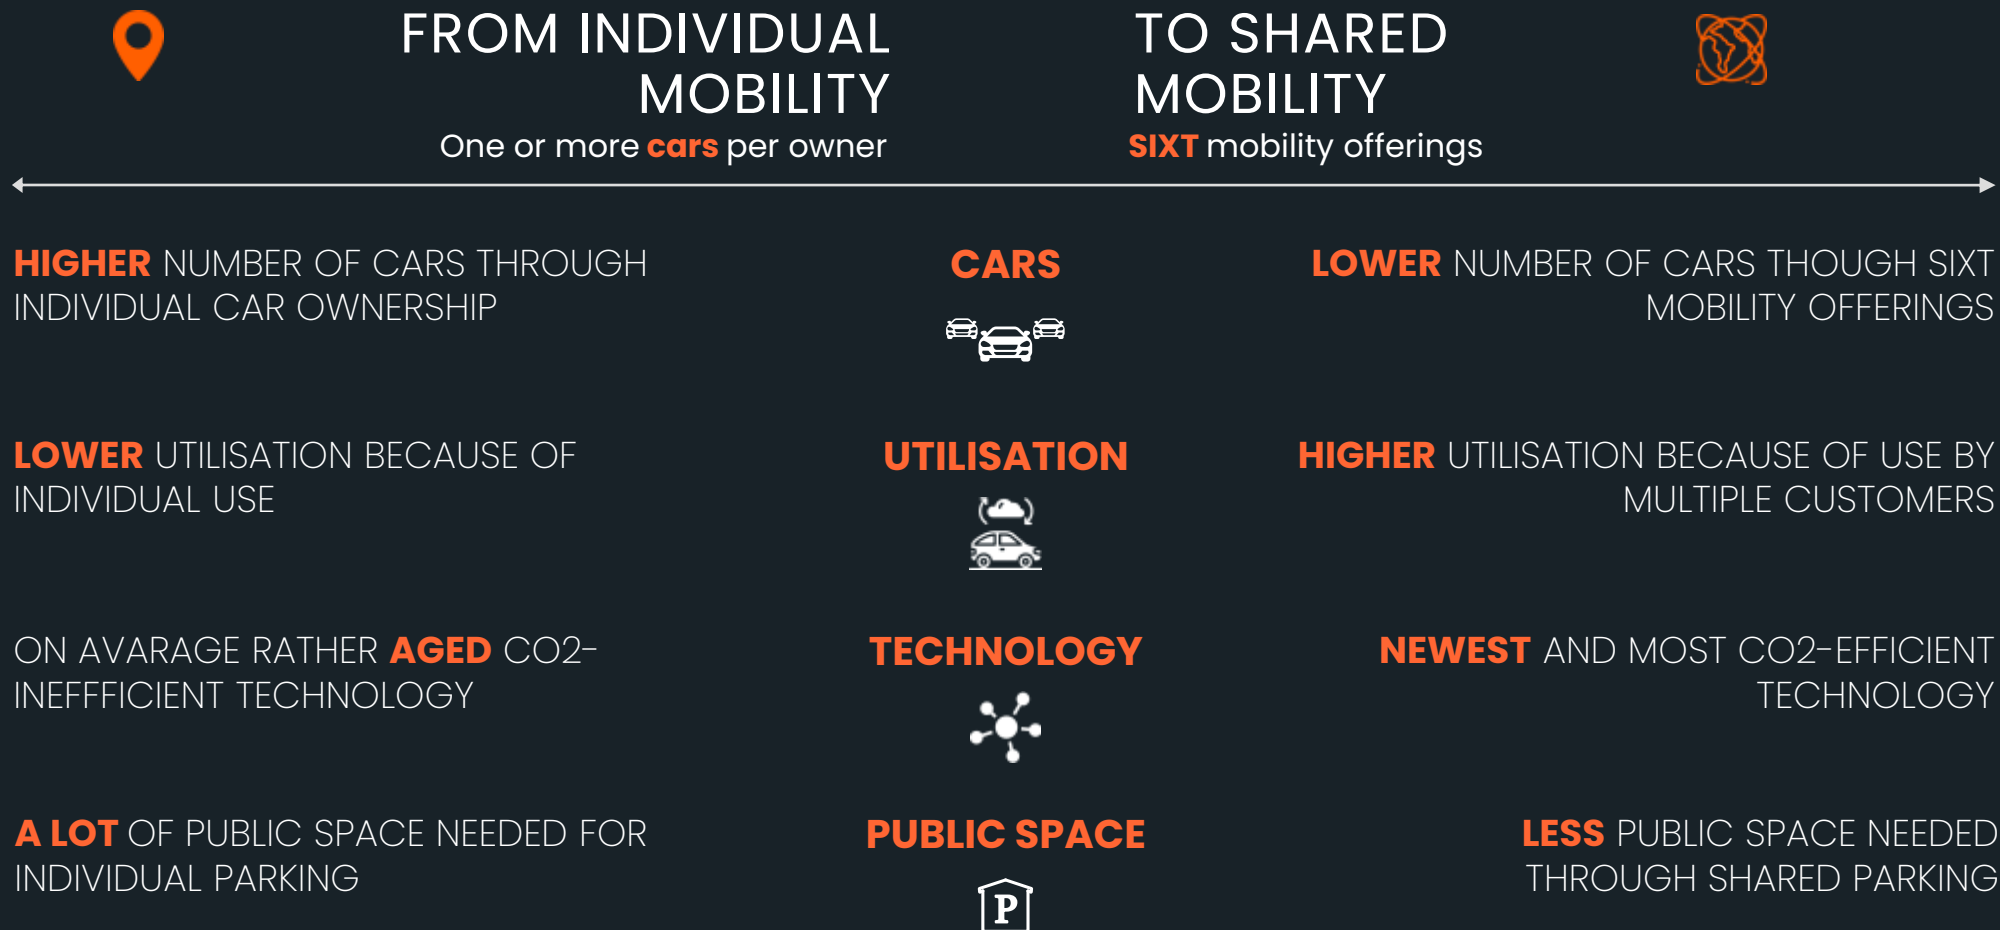 FROM INDIVIDUAL
MOBILITY
One or more cars per owner
TO SHARED
MOBILITY
SIXT mobility offerings
HIGHER NUMBER OF CARS THROUGH
INDIVIDUAL CAR OWNERSHIP
CARS
LOWER NUMBER OF CARS THOUGH SIXT
MOBILITY OFFERINGS
LOWER UTILISATION BECAUSE OF
INDIVIDUAL USE
UTILISATION
HIGHER UTILISATION BECAUSE OF USE BY
MULTIPLE CUSTOMERS
ON AVARAGE RATHER AGED CO2-
INEFFFICIENT TECHNOLOGY
TECHNOLOGY
NEWEST AND MOST CO2-EFFICIENT
TECHNOLOGY
A LOT OF PUBLIC SPACE NEEDED FOR
INDIVIDUAL PARKING
PUBLIC SPACE
P
LESS PUBLIC SPACE NEEDED
THROUGH SHARED PARKING